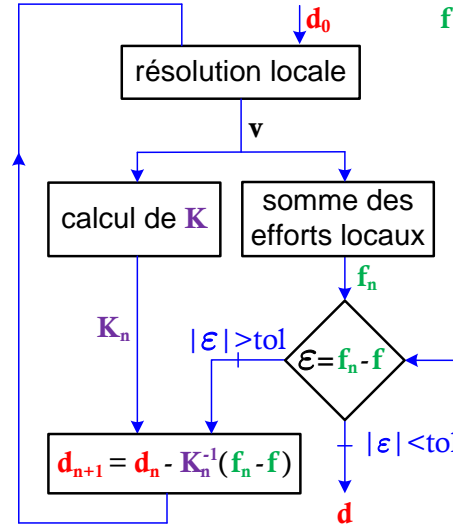 d₀
f
résolution locale
v
calcul de K
somme des
efforts locaux
fₙ
Kₙ
|ε|>tol
ε=fₙ-f
dₙ₊₁ = dₙ - Kₙ⁻¹(fₙ-f)
|ε|<tol
d